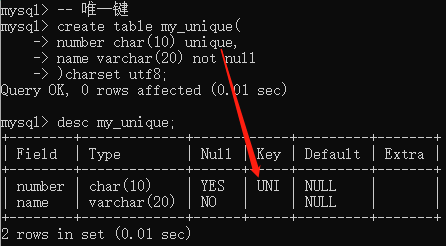 mysql> -- 唯一键
mysql> create table my_unique(
    -> number char(10) unique,
    -> name varchar(20) not null
    -> )charset utf8;
Query OK, 0 rows affected (0.01 sec)
mysql> desc my_unique;
+--------+-------------+------+-----+---------+-------+
| Field  | Type        | Null | Key | Default | Extra |
+--------+-------------+------+-----+---------+-------+
| number | char(10)    | YES  | UNI | NULL    |       |
| name   | varchar(20) | NO   |     | NULL    |       |
+--------+-------------+------+-----+---------+-------+
2 rows in set (0.01 sec)